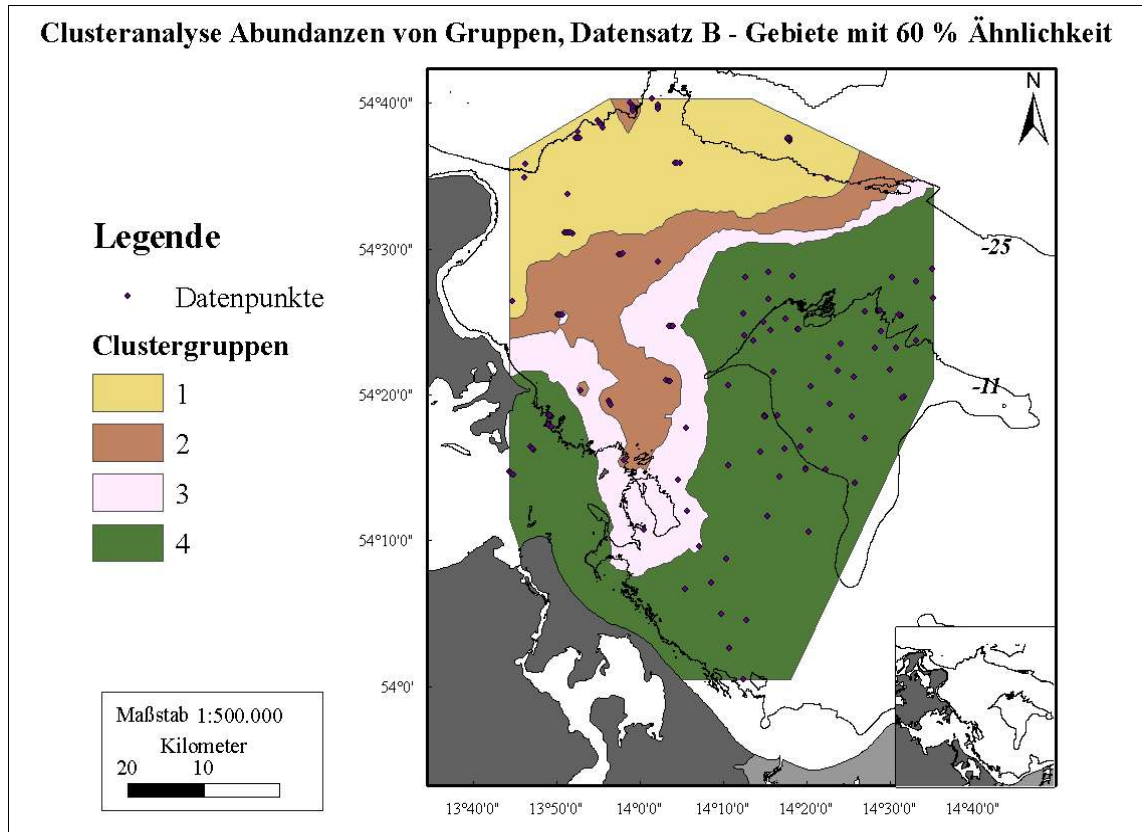 Clusteranalyse Abundanzen von Gruppen, Datensatz B - Gebiete mit 60 % Ähnlichkeit
N
54°40'0"
54°30'0"
54°20'0"
54°10'0"
54°0'
-25
-11
Legende
Datenpunkte
Clustergruppen
1
2
3
4
Maßstab 1:500.000
Kilometer
20 10
13°40'0" 13°50'0" 14°0' 14°10'0" 14°20'0" 14°30'0" 14°40'0"